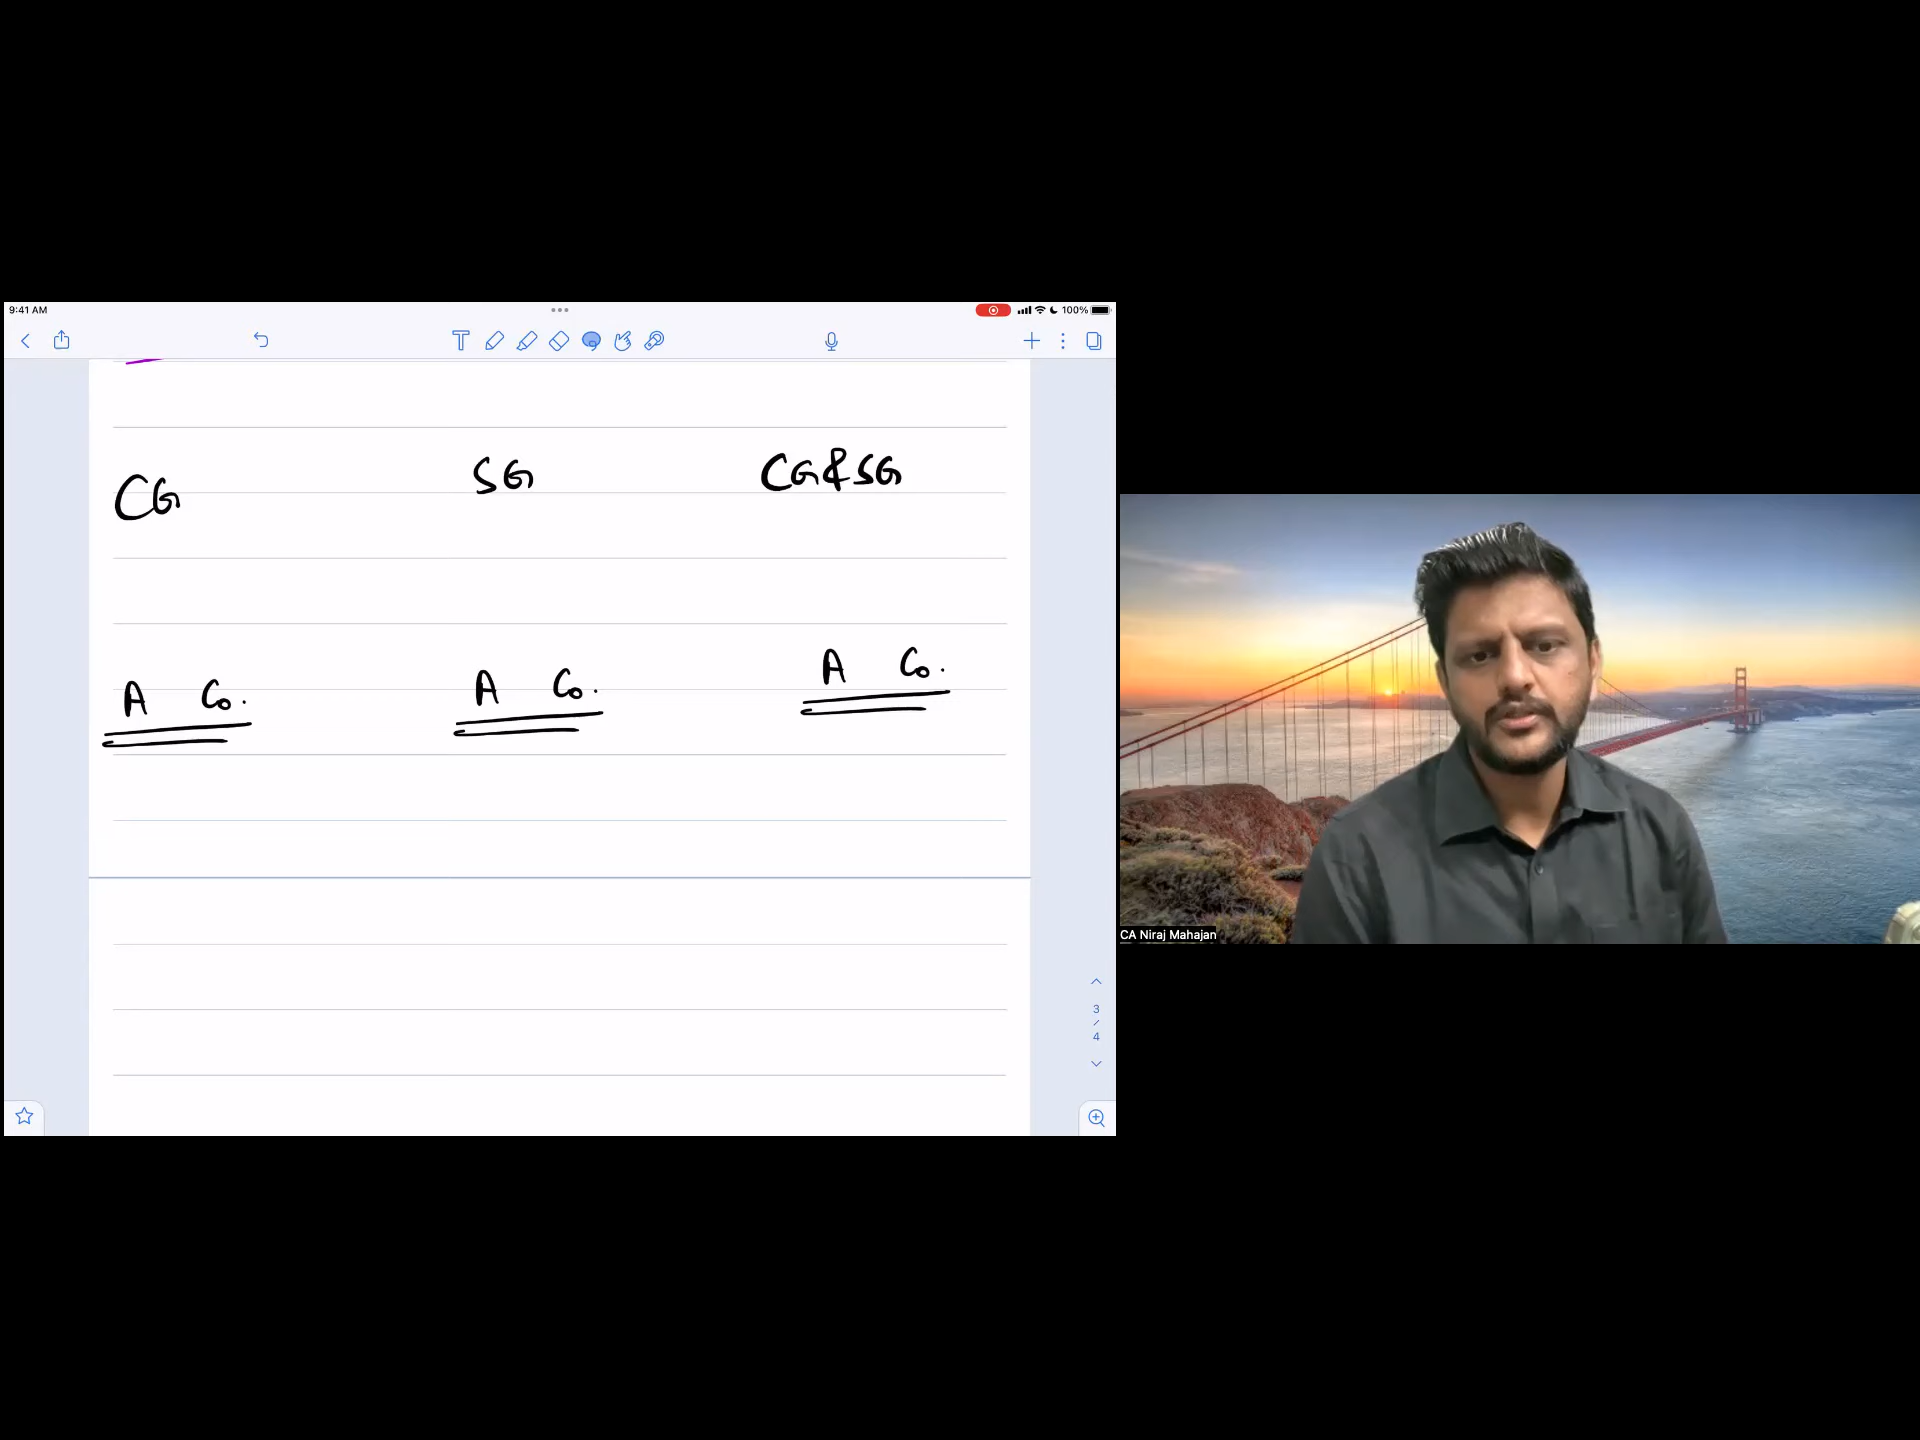 9:41 AM
100%
CG SG CG & SG
A Co. A Co. A Co.
3
/
4
CA Niraj Mahajan